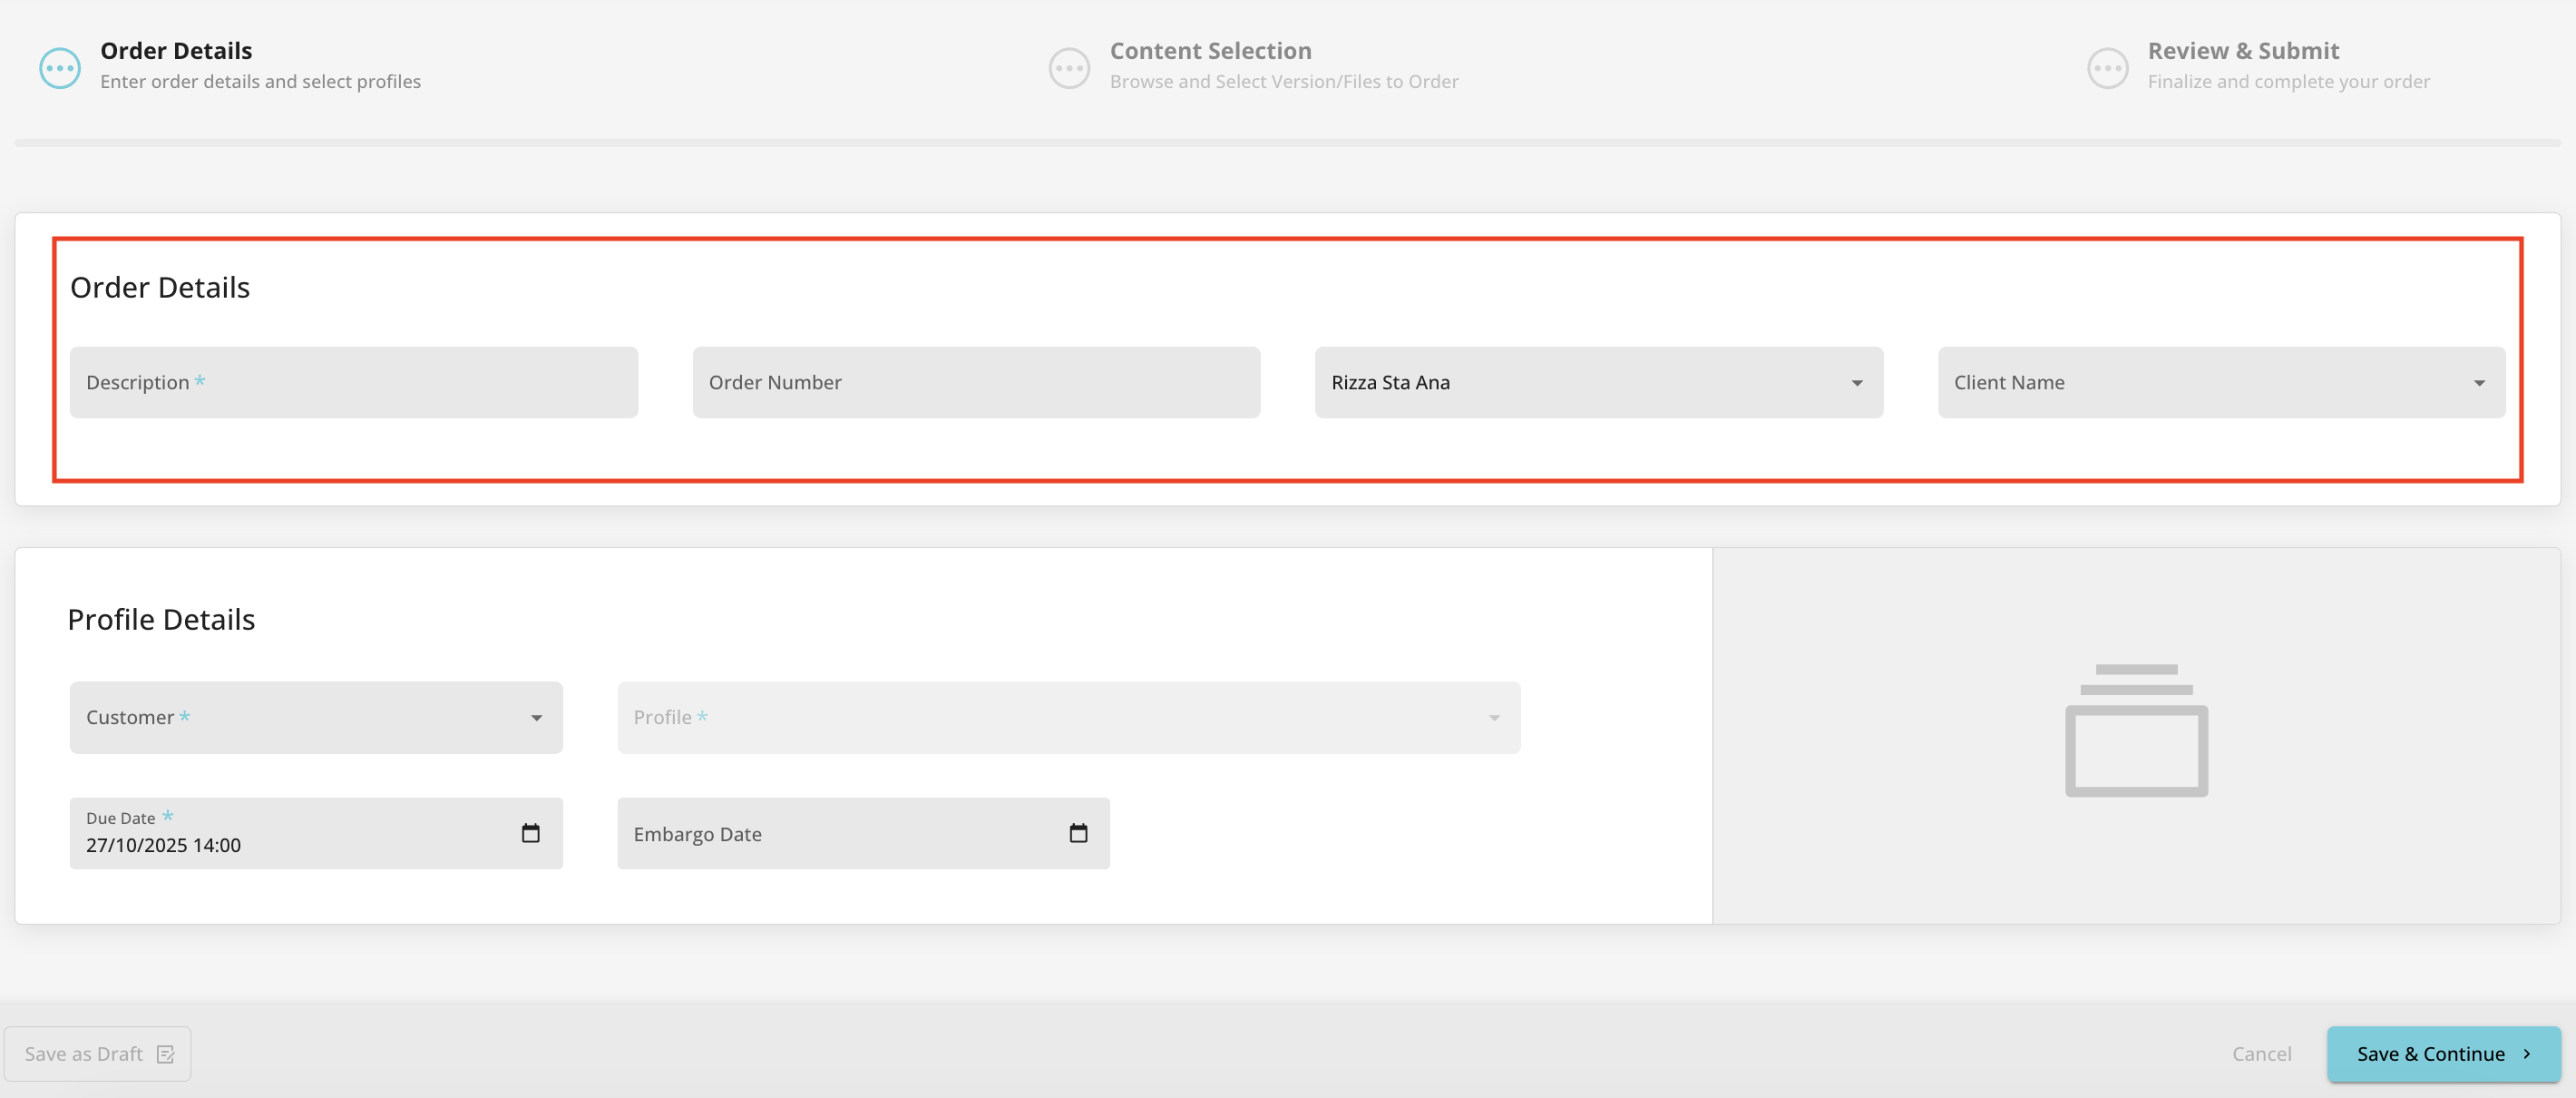 Order Details
Enter order details and select profiles
Content Selection
Browse and Select Version/Files to Order
Review & Submit
Finalize and complete your order
Order Details
Description *
Order Number
Rizza Sta Ana
Client Name
Profile Details
Customer *
Profile *
Due Date *
27/10/2025 14:00
Embargo Date
Save as Draft
Cancel
Save & Continue